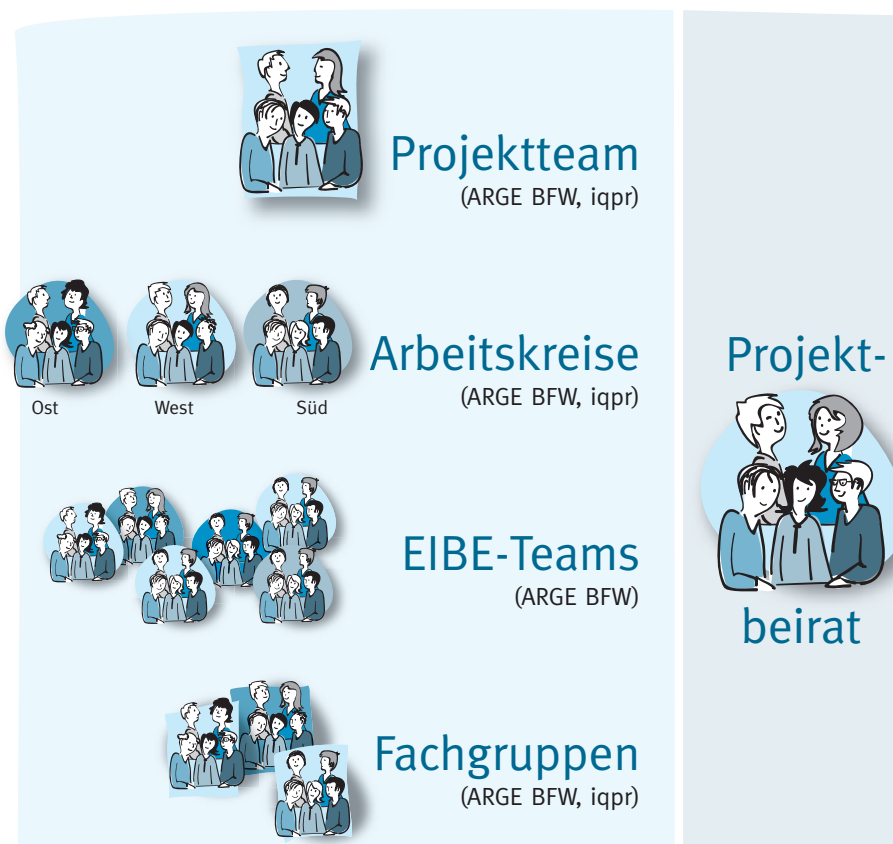 Projektteam
(ARGE BFW, iqpr)
Ost
West
Süd
Arbeitskreise
(ARGE BFW, iqpr)
EIBE-Teams
(ARGE BFW)
Fachgruppen
(ARGE BFW, iqpr)
Projekt-
beirat